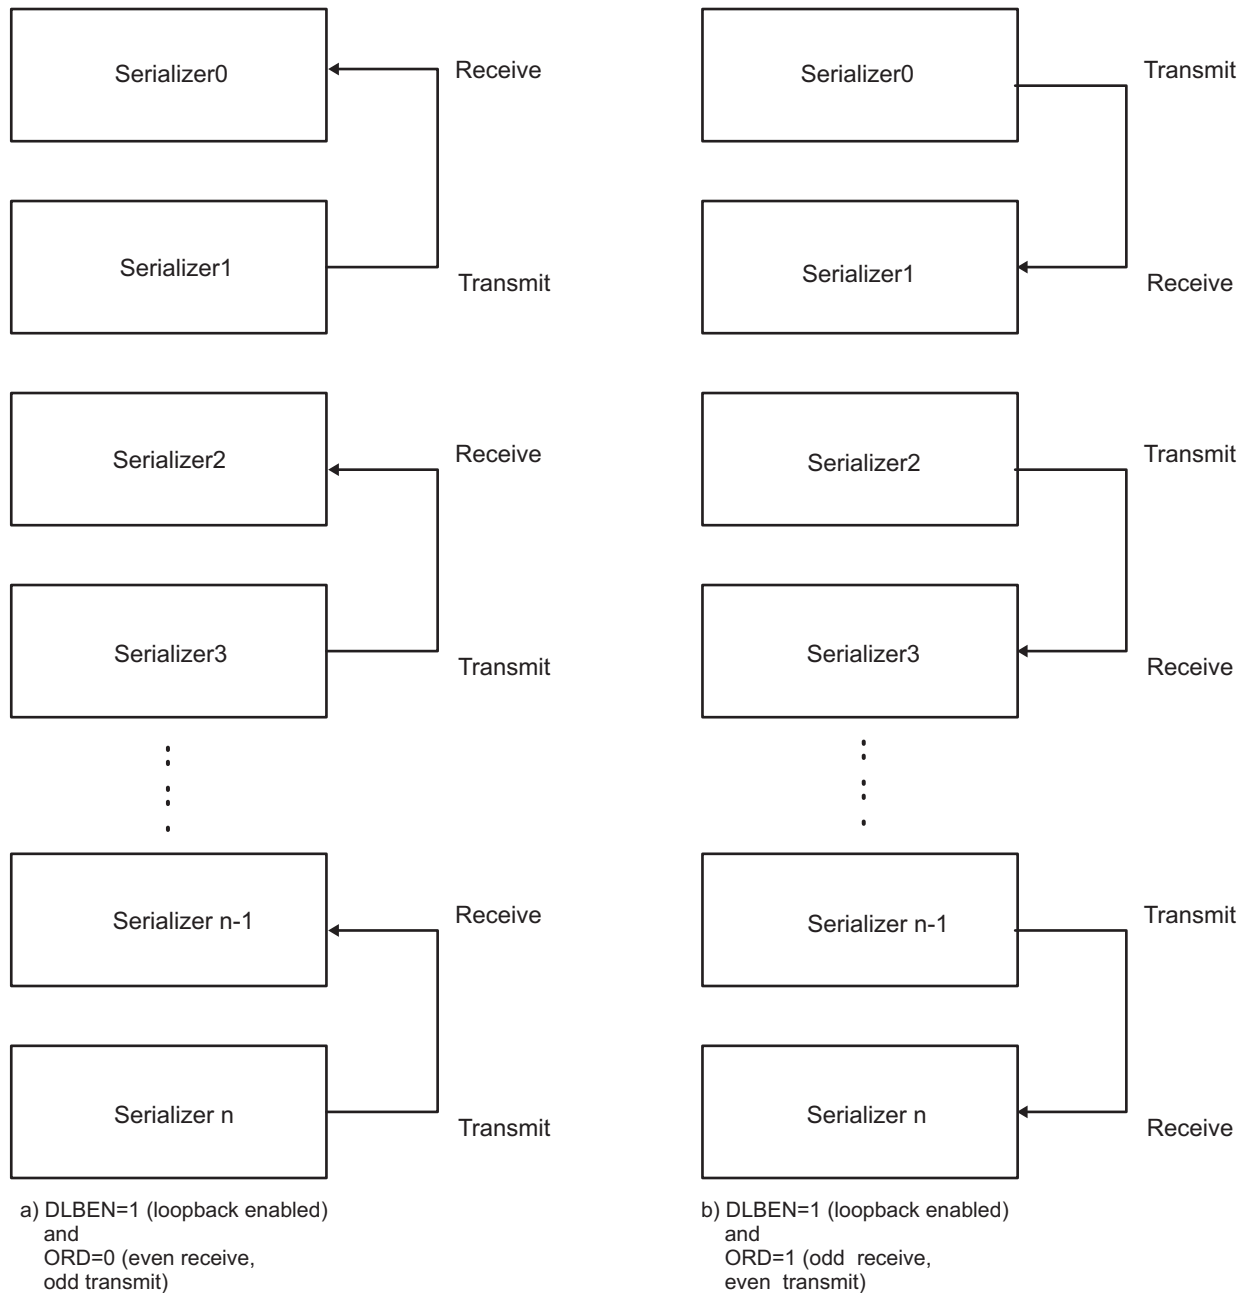 Serializer0
Receive
Serializer1
Transmit
Serializer2
Receive
Serializer3
Transmit
Serializer n-1
Receive
Serializer n
Transmit
a) DLBEN=1 (loopback enabled)
and
ORD=0 (even receive,
odd transmit)
Serializer0
Transmit
Serializer1
Receive
Serializer2
Transmit
Serializer3
Receive
Serializer n-1
Transmit
Serializer n
Receive
b) DLBEN=1 (loopback enabled)
and
ORD=1 (odd receive,
even transmit)